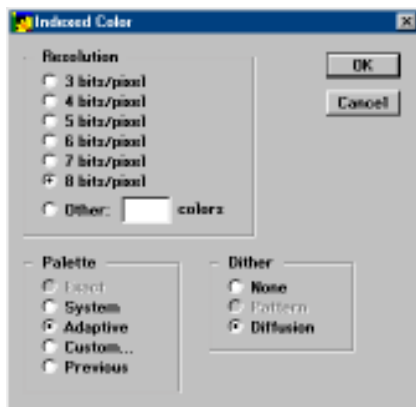 Indexed Color
Resolution
3 bits/pixel
4 bits/pixel
5 bits/pixel
6 bits/pixel
7 bits/pixel
8 bits/pixel
Other: colors
OK
Cancel
Palette
Exact
System
Adaptive
Custom...
Previous
Dither
None
Pattern
Diffusion